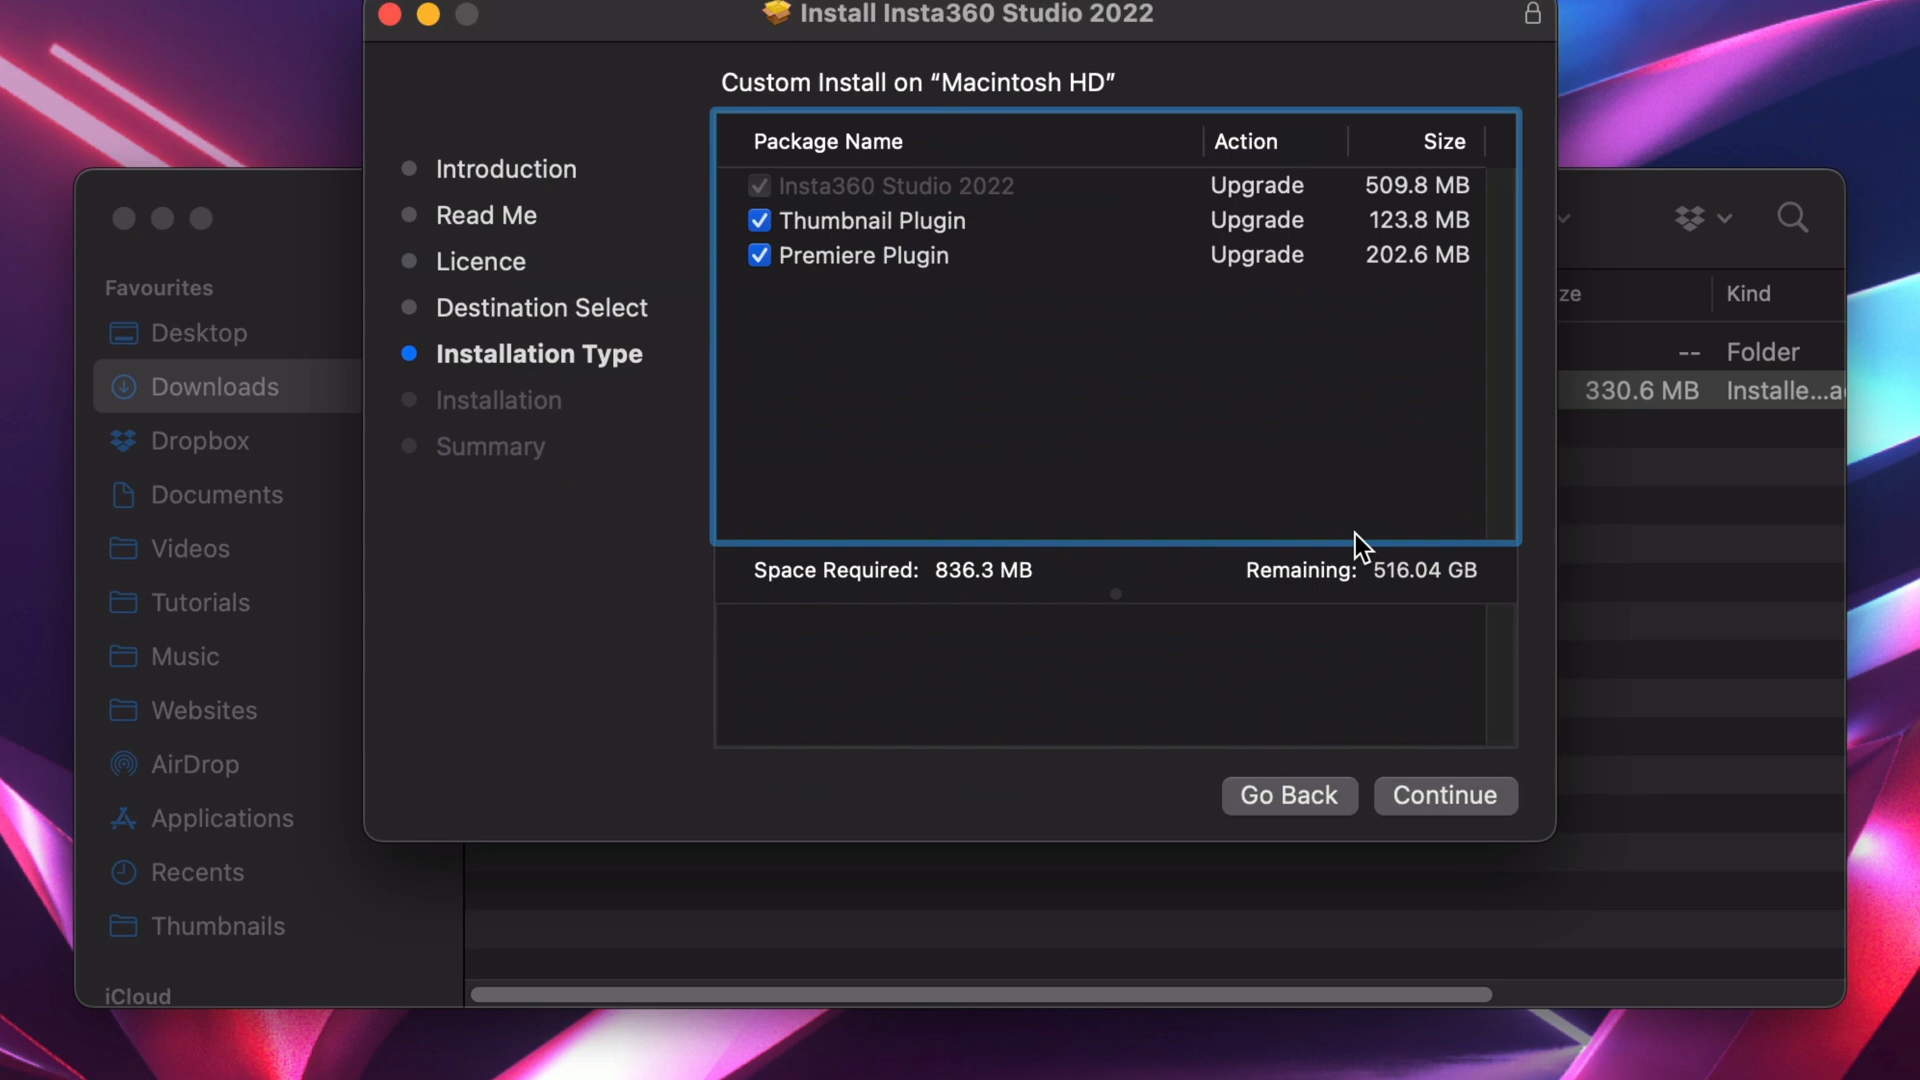 Install Insta360 Studio 2022
Custom Install on “Macintosh HD”
Introduction
Read Me
Licence
Destination Select
Installation Type
Installation
Summary
Package Name Action Size
Insta360 Studio 2022 Upgrade 509.8 MB
Thumbnail Plugin Upgrade 123.8 MB
Premiere Plugin Upgrade 202.6 MB
Space Required: 836.3 MB Remaining: 516.04 GB
Go Back Continue
Favourites
Desktop
Downloads
Dropbox
Documents
Videos
Tutorials
Music
Websites
AirDrop
Applications
Recents
Thumbnails
iCloud
ze Kind
-- Folder
330.6 MB Installe...a